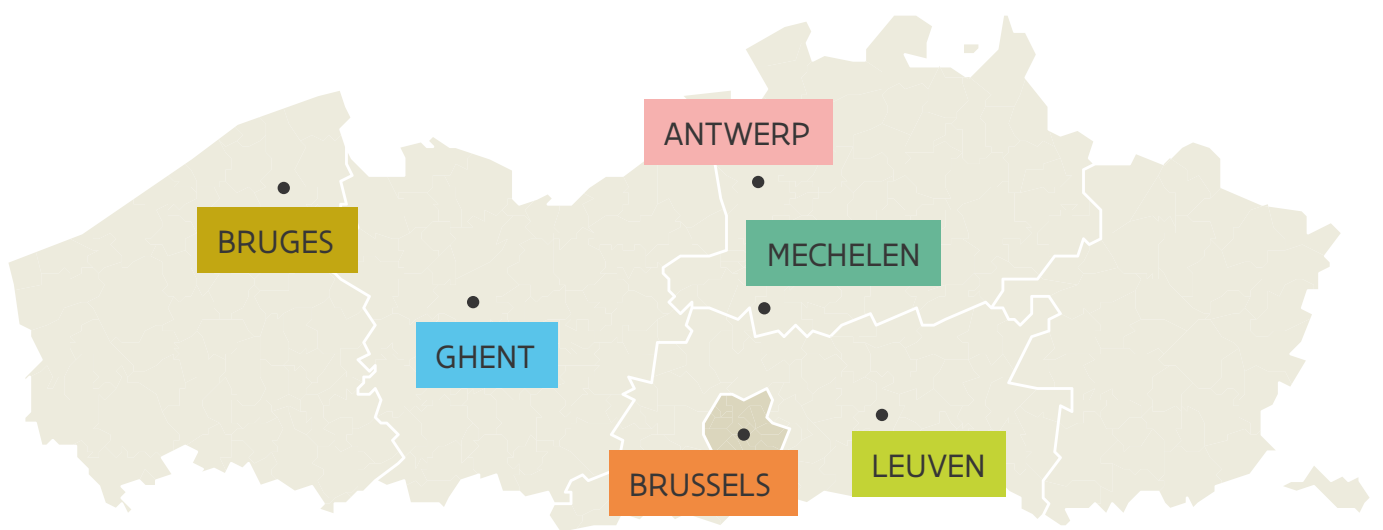 ANTWERP
BRUGES
MECHELEN
GHENT
BRUSSELS
LEUVEN